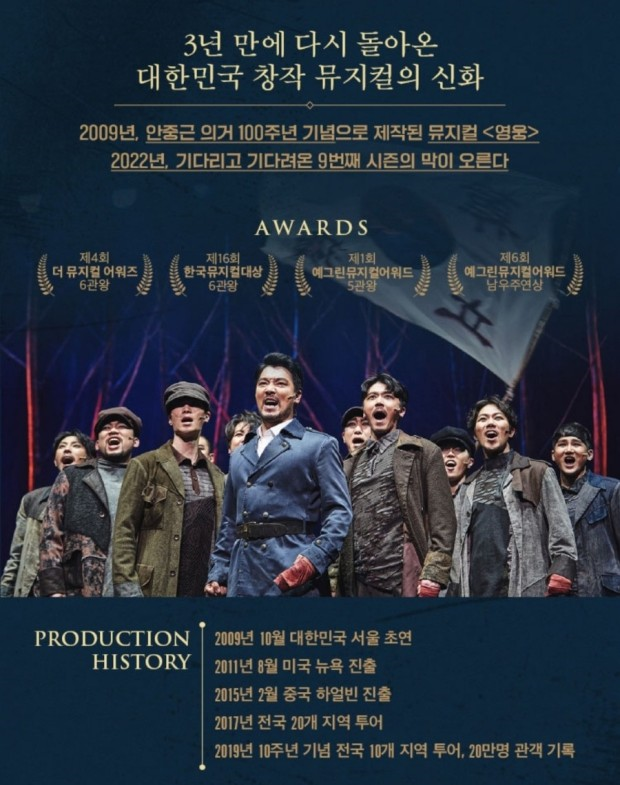 3년 만에 다시 돌아온
대한민국 창작 뮤지컬의 신화
2009년, 안중근 의거 100주년 기념으로 제작된 뮤지컬 <영웅>
2022년, 기다리고 기다려온 9번째 시즌의 막이 오른다
AWARDS
제4회
더 뮤지컬 어워즈
6관왕
제16회
한국뮤지컬대상
6관왕
제1회
예그린뮤지컬어워드
5관왕
제6회
예그린뮤지컬어워드
남우주연상
PRODUCTION
HISTORY
2009년 10월 대한민국 서울 초연
2011년 8월 미국 뉴욕 진출
2015년 2월 중국 하얼빈 진출
2017년 전국 20개 지역 투어
2019년 10주년 기념 전국 10개 지역 투어, 20만명 관객 기록